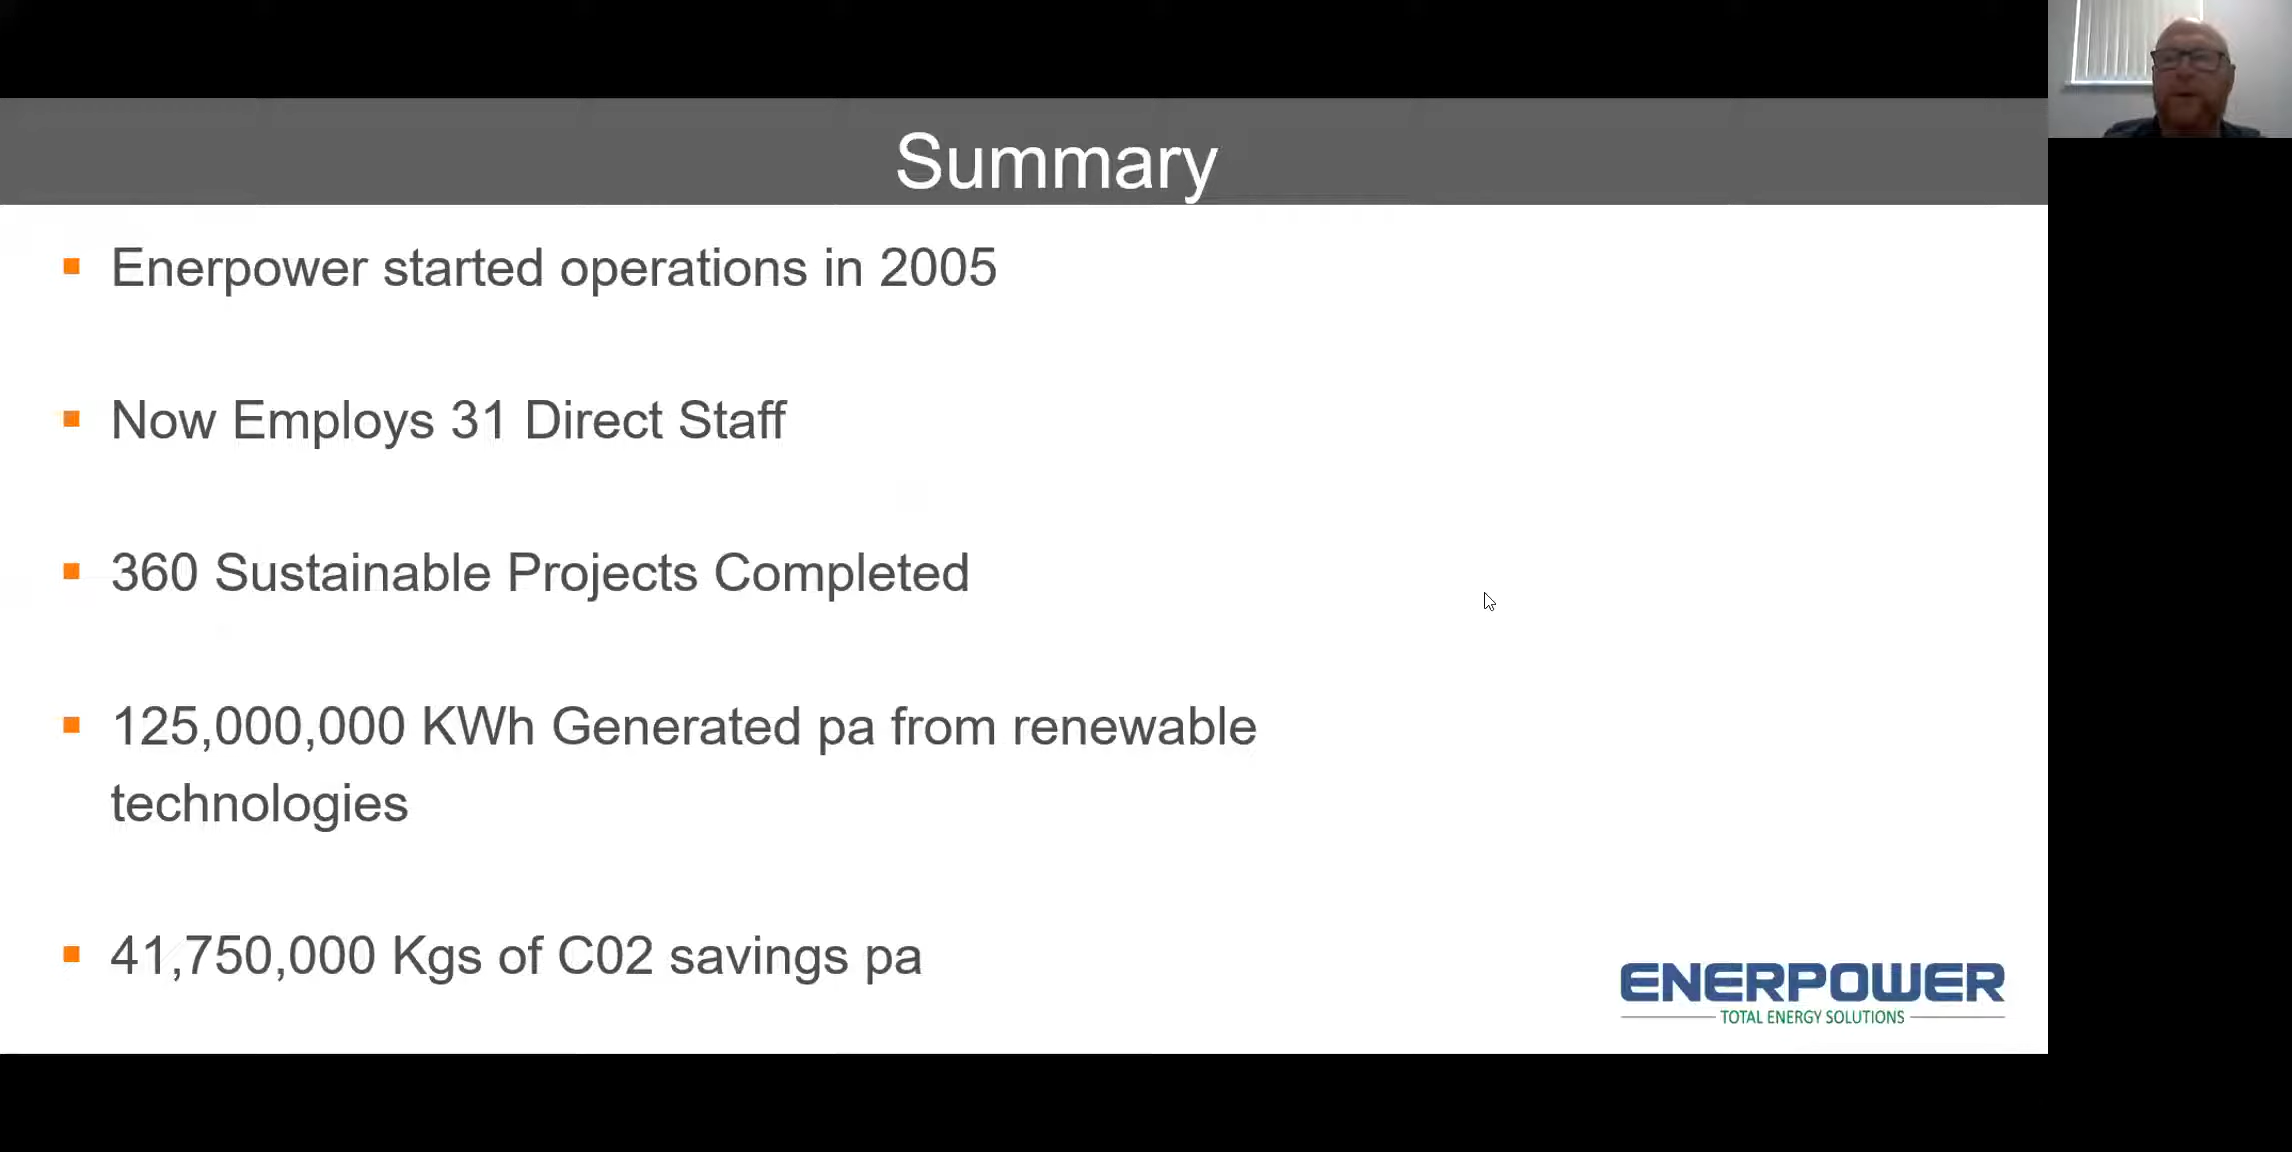 Summary
Enerpower started operations in 2005
Now Employs 31 Direct Staff
360 Sustainable Projects Completed
125,000,000 KWh Generated pa from renewable
technologies
41,750,000 Kgs of C02 savings pa
ENERPOWER
TOTAL ENERGY SOLUTIONS